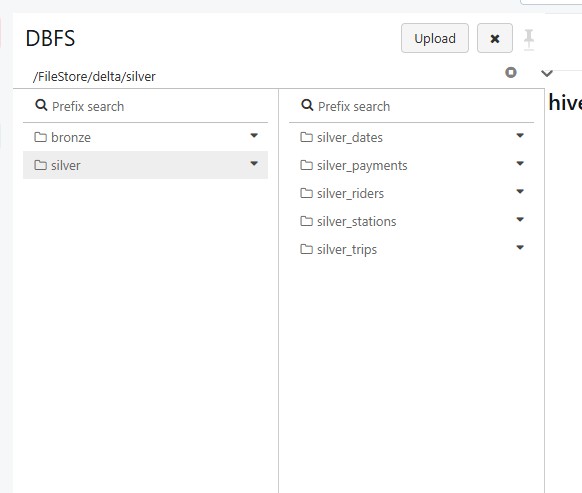 DBFS
Upload
/FileStore/delta/silver
Prefix search
bronze
silver
Prefix search
silver_dates
silver_payments
silver_riders
silver_stations
silver_trips
hive